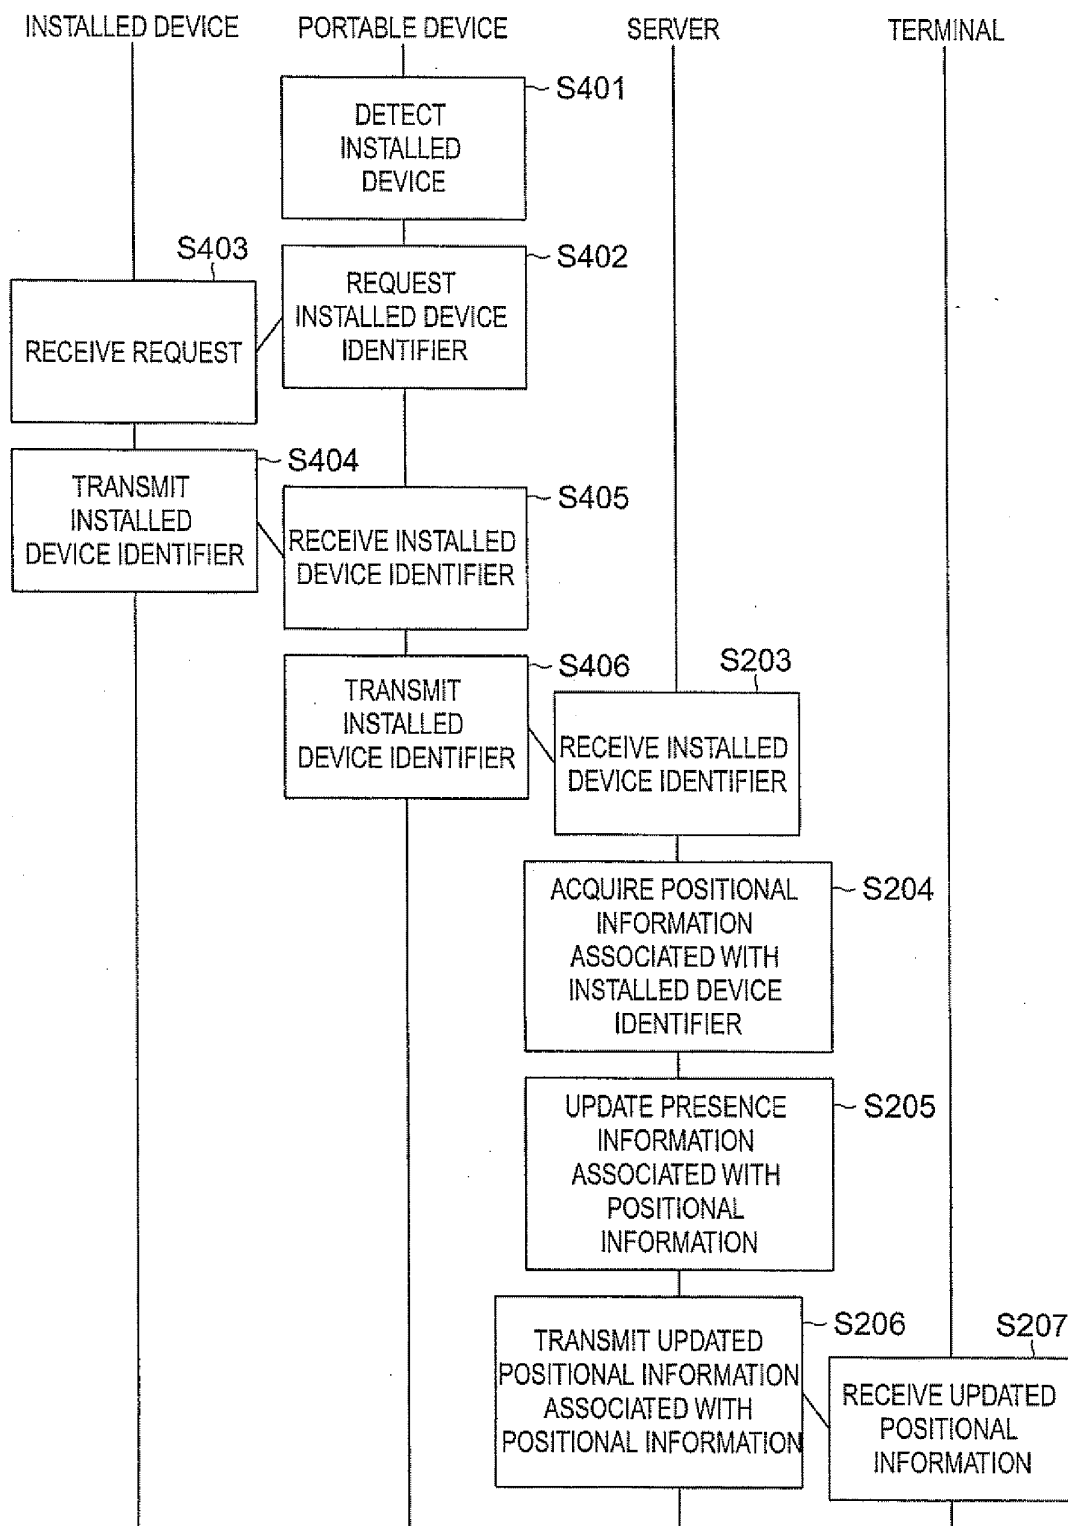 INSTALLED DEVICE
PORTABLE DEVICE
SERVER
TERMINAL
S401
DETECT
INSTALLED
DEVICE
S402
REQUEST
INSTALLED DEVICE
IDENTIFIER
S403
RECEIVE REQUEST
S404
TRANSMIT
INSTALLED
DEVICE IDENTIFIER
S405
RECEIVE INSTALLED
DEVICE IDENTIFIER
S406
TRANSMIT
INSTALLED
DEVICE IDENTIFIER
S203
RECEIVE INSTALLED
DEVICE IDENTIFIER
S204
ACQUIRE POSITIONAL
INFORMATION
ASSOCIATED WITH
INSTALLED DEVICE
IDENTIFIER
S205
UPDATE PRESENCE
INFORMATION
ASSOCIATED WITH
POSITIONAL
INFORMATION
S206
TRANSMIT UPDATED
POSITIONAL INFORMATION
ASSOCIATED WITH
POSITIONAL INFORMATION
S207
RECEIVE UPDATED
POSITIONAL
INFORMATION